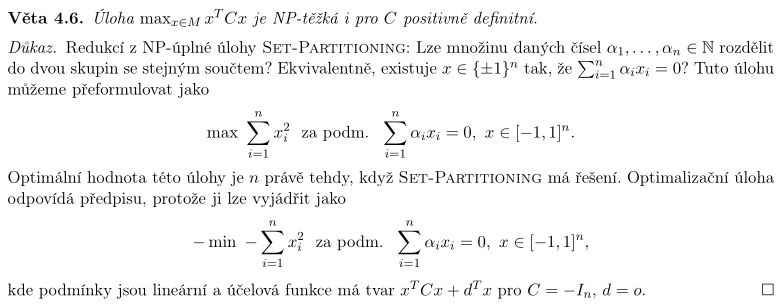 Věta 4.6. Úloha max_{x∈M} x^T Cx je NP-těžká i pro C positivně definitní.
Důkaz. Redukcí z NP-úplné úlohy SET-PARTITIONING: Lze množinu daných čísel α_1, …, α_n ∈ ℕ rozdělit
do dvou skupin se stejným součtem? Ekvivalentně, existuje x ∈ {±1}^n tak, že ∑_{i=1}^n α_i x_i = 0? Tuto úlohu
můžeme přeformulovat jako
max ∑_{i=1}^n x_i^2 za podm. ∑_{i=1}^n α_i x_i = 0, x ∈ [−1, 1]^n.
Optimální hodnota této úlohy je n právě tehdy, když SET-PARTITIONING má řešení. Optimalizační úloha
odpovídá předpisu, protože ji lze vyjádřit jako
− min − ∑_{i=1}^n x_i^2 za podm. ∑_{i=1}^n α_i x_i = 0, x ∈ [−1, 1]^n,
kde podmínky jsou lineární a účelová funkce má tvar x^T Cx + d^T x pro C = −I_n, d = o. □